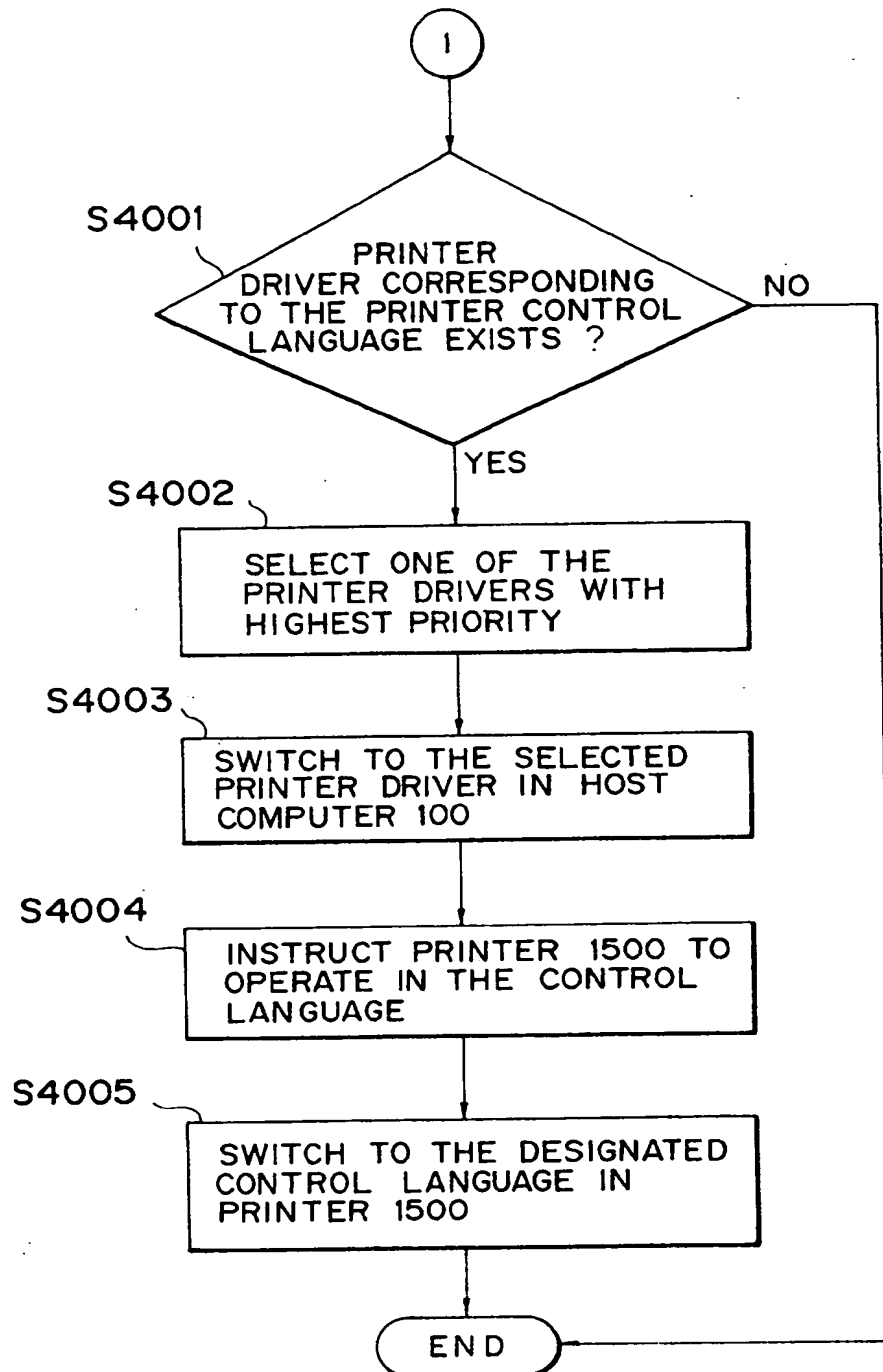 1
S4001
PRINTER
DRIVER CORRESPONDING
TO THE PRINTER CONTROL
LANGUAGE EXISTS ?
NO
YES
S4002
SELECT ONE OF THE
PRINTER DRIVERS WITH
HIGHEST PRIORITY
S4003
SWITCH TO THE SELECTED
PRINTER DRIVER IN HOST
COMPUTER 100
S4004
INSTRUCT PRINTER 1500 TO
OPERATE IN THE CONTROL
LANGUAGE
S4005
SWITCH TO THE DESIGNATED
CONTROL LANGUAGE IN
PRINTER 1500
END